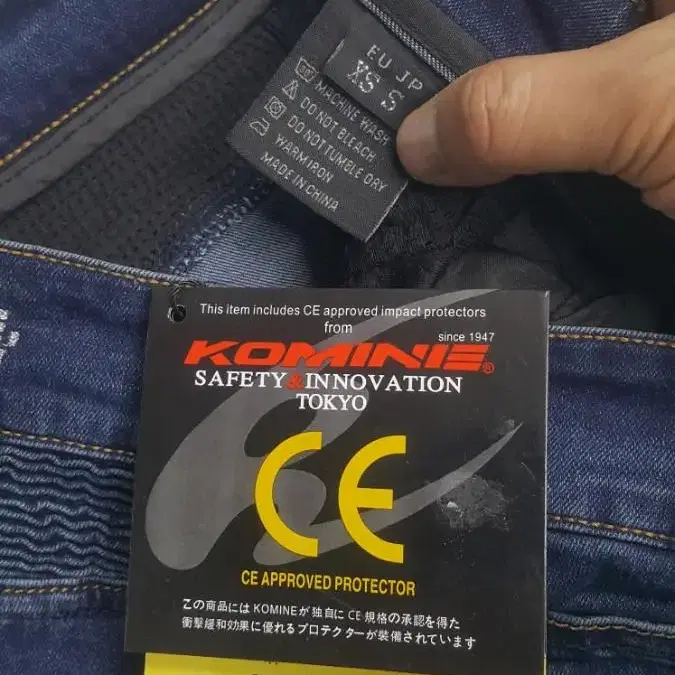 EU JP
XS S
30
MACHINE WASH
DO NOT BLEACH
DO NOT TUMBLE DRY
WARM IRON
MADE IN CHINA
This item includes CE approved impact protectors
from
since 1947
KOMINIE®
SAFETY & INNOVATION
TOKYO
CE
CE APPROVED PROTECTOR
この商品には KOMINEが独自に CE 規格の承認を得た
衝撃緩和効果に優れるプロテクターが装備されています